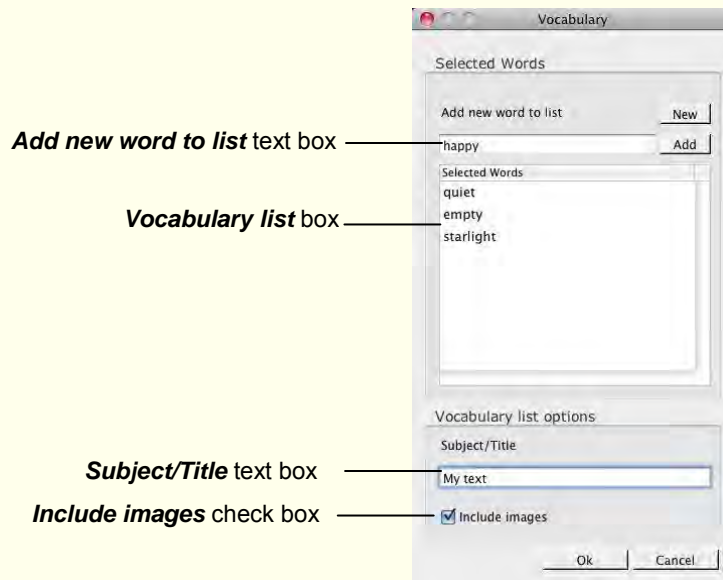 Vocabulary
Selected Words
Add new word to list
New
Add new word to list text box
happy
Add
Selected Words
quiet
Vocabulary list box
empty
starlight
Vocabulary list options
Subject/Title
Subject/Title text box
My text
Include images check box
Include images
Ok
Cancel